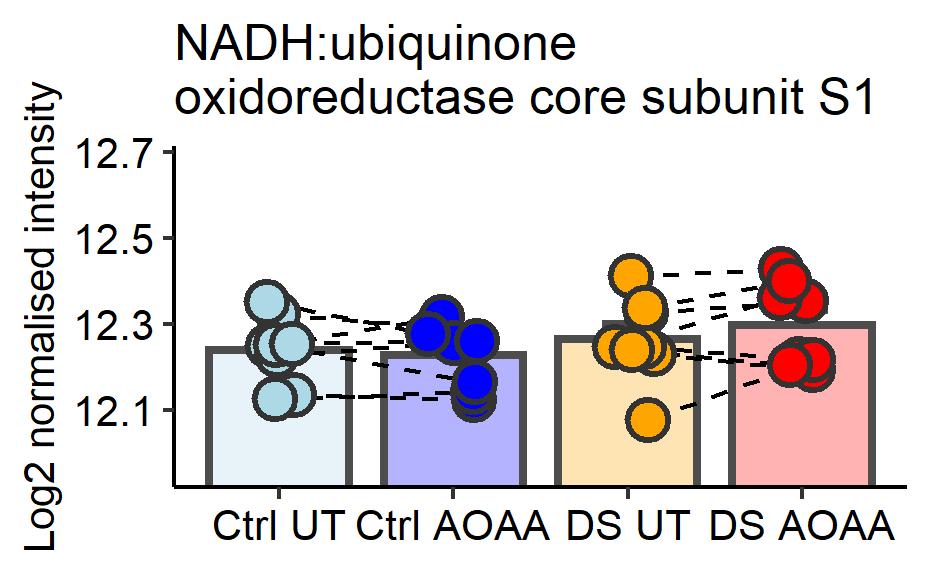 NADH:ubiquinone
oxidoreductase core subunit S1
Log2 normalised intensity
12.7
12.5
12.3
12.1
Ctrl UT Ctrl AOAA DS UT DS AOAA